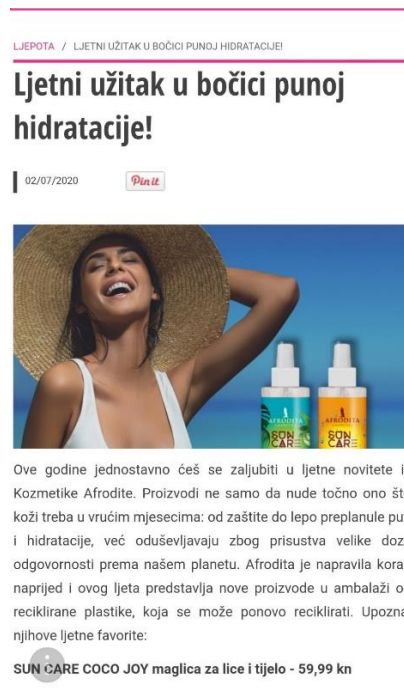 LJEPOTA / LJETNI UŽITAK U BOČICI PUNOJ HIDRATACIJE!
Ljetni užitak u bočici punoj
hidratacije!
02/07/2020
Pin it
AFRODITA AFRODITA
SUN SUN
CARE CARE
Ove godine jednostavno ćeš se zaljubiti u ljetne novitete i
Kozmetike Afrodite. Proizvodi ne samo da nude točno ono št
koži treba u vrućim mjesecima: od zaštite do lepo preplanule pu
i hidratacije, već oduševljavaju zbog prisustva velike doz
odgovornosti prema našem planetu. Afrodita je napravila kora
naprijed i ovog ljeta predstavlja nove proizvode u ambalaži o
reciklirane plastike, koja se može ponovo reciklirati. Upozna
njihove ljetne favorite:
SUN CARE COCO JOY maglica za lice i tijelo - 59,99 kn